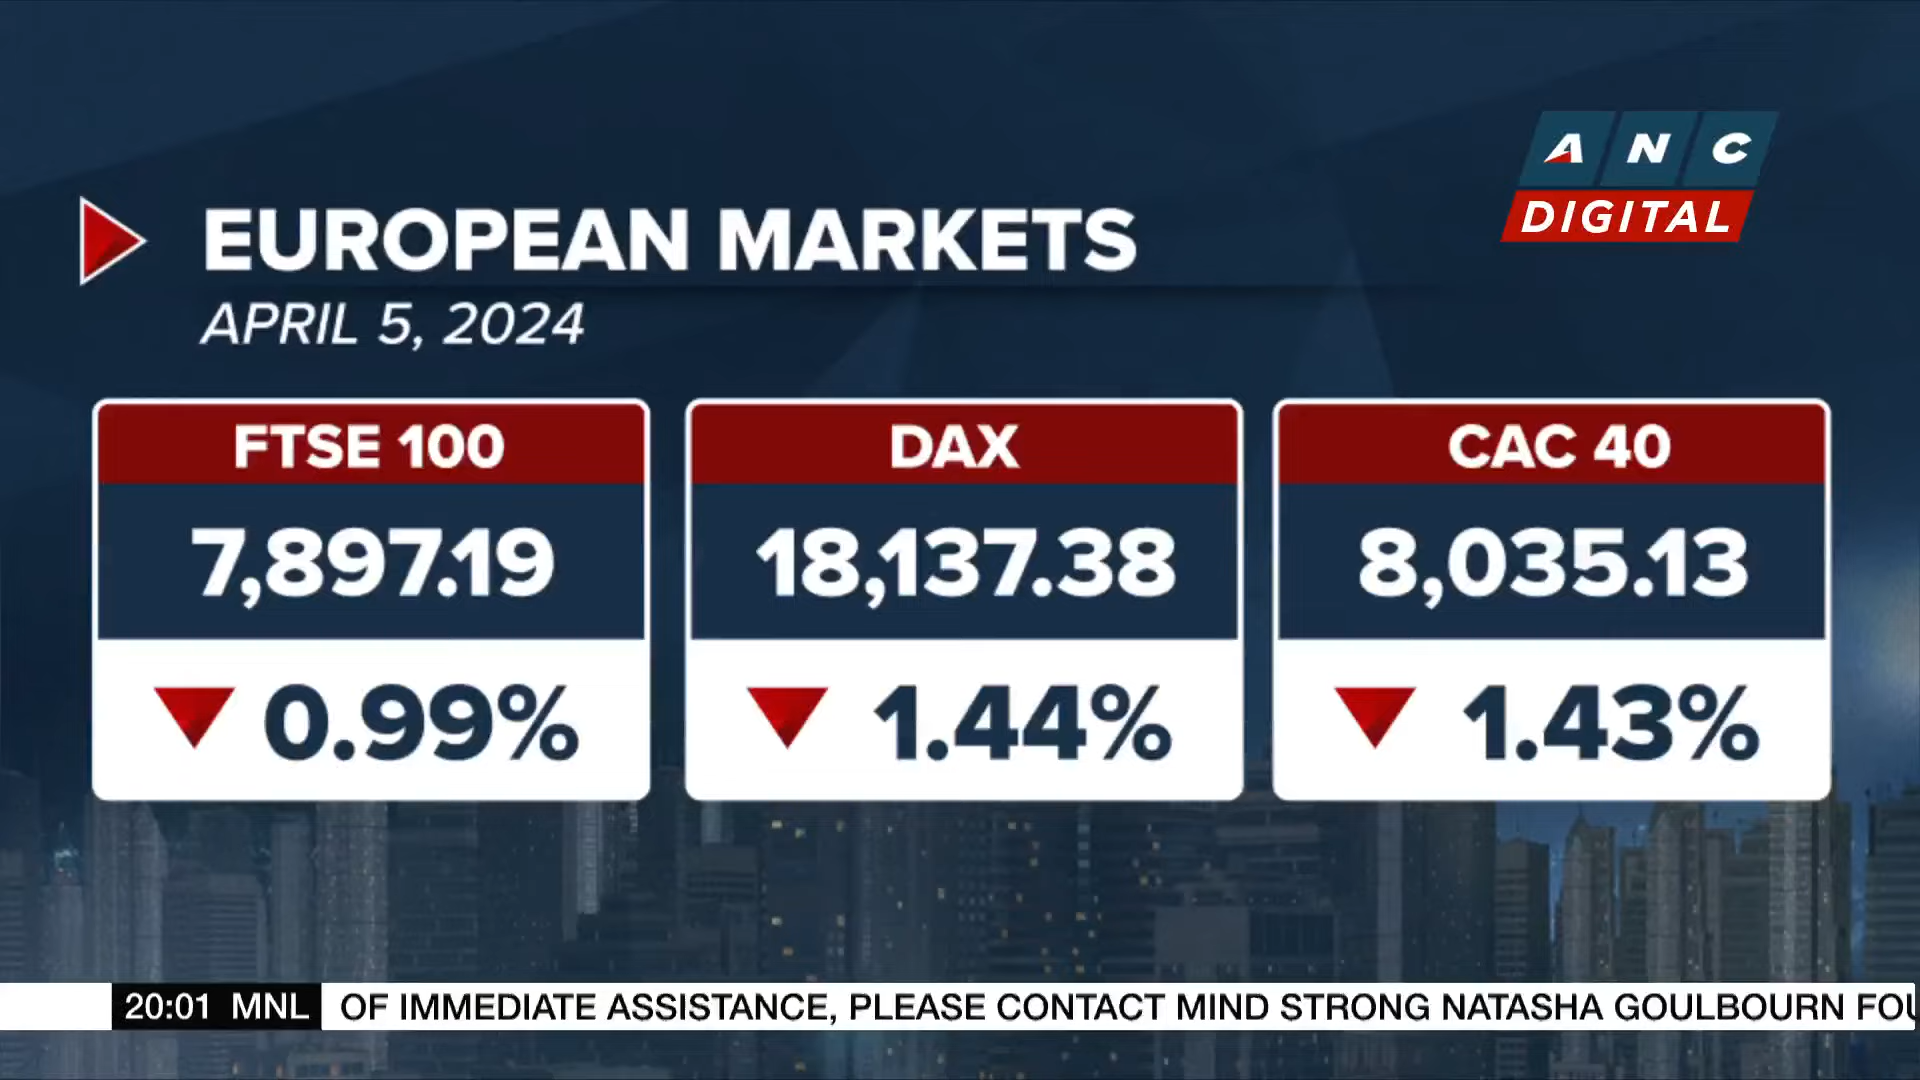 ANC
DIGITAL
EUROPEAN MARKETS
APRIL 5, 2024
FTSE 100
7,897.19
0.99%
DAX
18,137.38
1.44%
CAC 40
8,035.13
1.43%
20:01 MNL OF IMMEDIATE ASSISTANCE, PLEASE CONTACT MIND STRONG NATASHA GOULBOURN